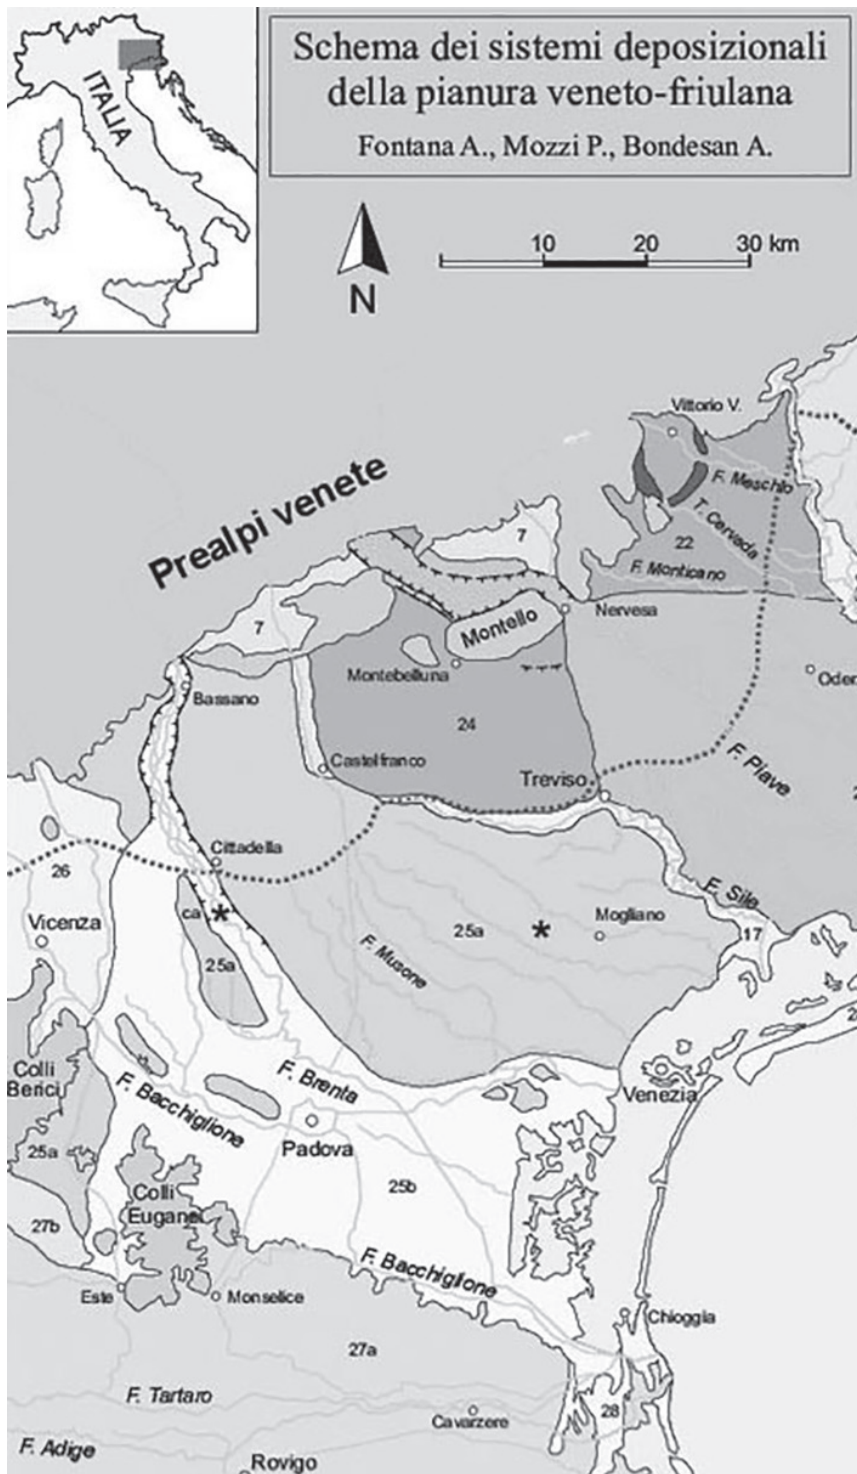 ITALIA
Schema dei sistemi deposizionali
della pianura veneto-friulana
Fontana A., Mozzi P., Bondesan A.
10 20 30 km
N
Vittorio V.
Prealpi venete
F. Meschio
T. Cervada
7
22
F. Monticano
7
Montello
Nervesa
Montebelluna
Oder
Bassano
24
Castelfranco
Treviso
F. Piave
Cittadella
26
F. Sile
ca
*
Vicenza
25a
*
Mogliano
17
25a
F. Musone
Colli
Berici
F. Brenta
Venezia
F. Bacchiglione
Padova
25a
Colli
Euganei
25b
27b
F. Bacchiglione
Este
Monselice
Chioggia
27a
F. Tartaro
28
Cavarzere
F. Adige
Rovigo